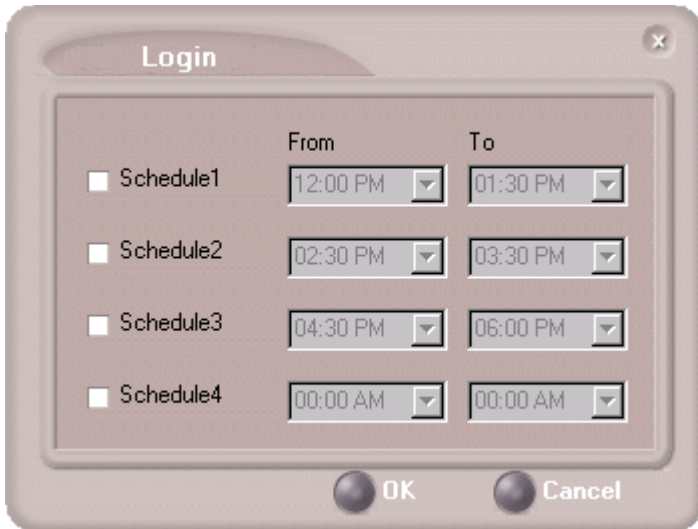 Login
From To
Schedule1 12:00 PM 01:30 PM
Schedule2 02:30 PM 03:30 PM
Schedule3 04:30 PM 06:00 PM
Schedule4 00:00 AM 00:00 AM
OK Cancel